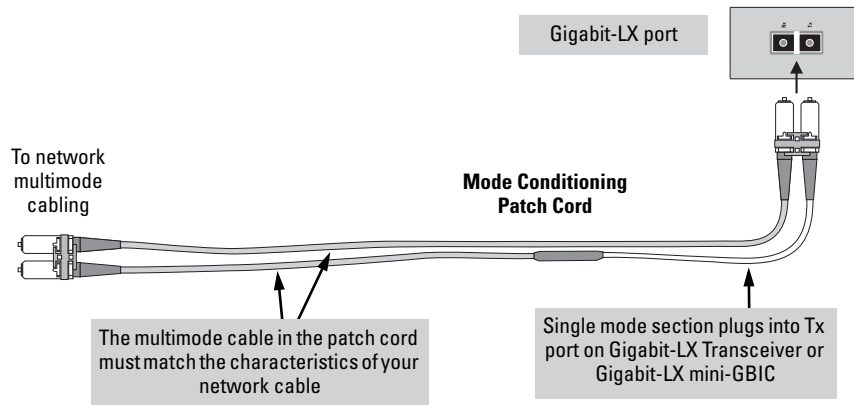 Gigabit-LX port
To network
multimode
cabling
Mode Conditioning
Patch Cord
The multimode cable in the patch cord
must match the characteristics of your
network cable
Single mode section plugs into Tx
port on Gigabit-LX Transceiver or
Gigabit-LX mini-GBIC